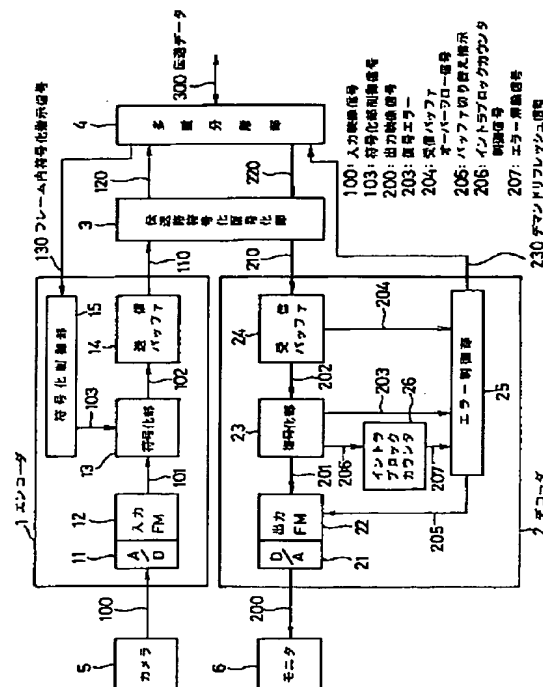 130 フレーム内符号化指示信号
1 エンコーダ
5
カメラ
100
11
A/D
12
入力FM
101
13
符号化部
102
103
14
送信バッファ
15
符号化制御部
110
3
伝送路符号化復号化部
120
4
多重分離部
300 伝送データ
6
モニタ
200
21
D/A
22
出力FM
201
23
復号化部
202
24
受信バッファ
210
220
203
204
205
206
207
26
イントラブロックカウンタ
25
エラー制御部
2 デコーダ
230 デマンドリフレッシュ信号
100:入力映像信号
103:符号化部制御信号
200:出力映像信号
203:復号エラー
204:受信バッファ
オーバーフロー信号
205:バッファ切り替え指示
206:イントラブロックカウンタ
制御信号
207:エラー解除信号